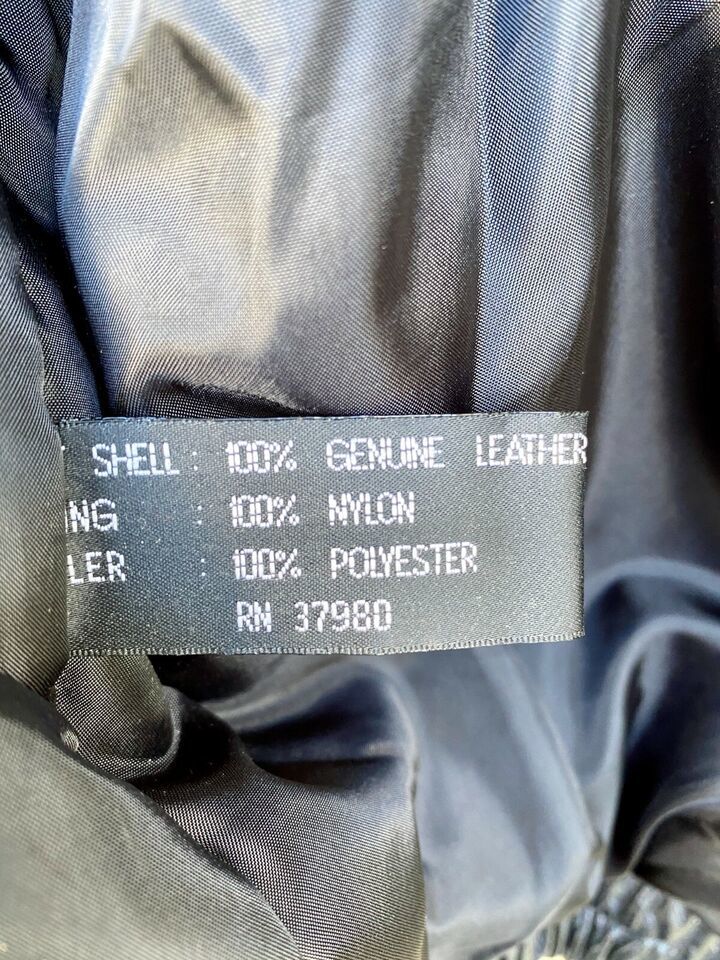 SHELL : 100% GENUINE LEATHER
ING : 100% NYLON
LER : 100% POLYESTER
RN 37980